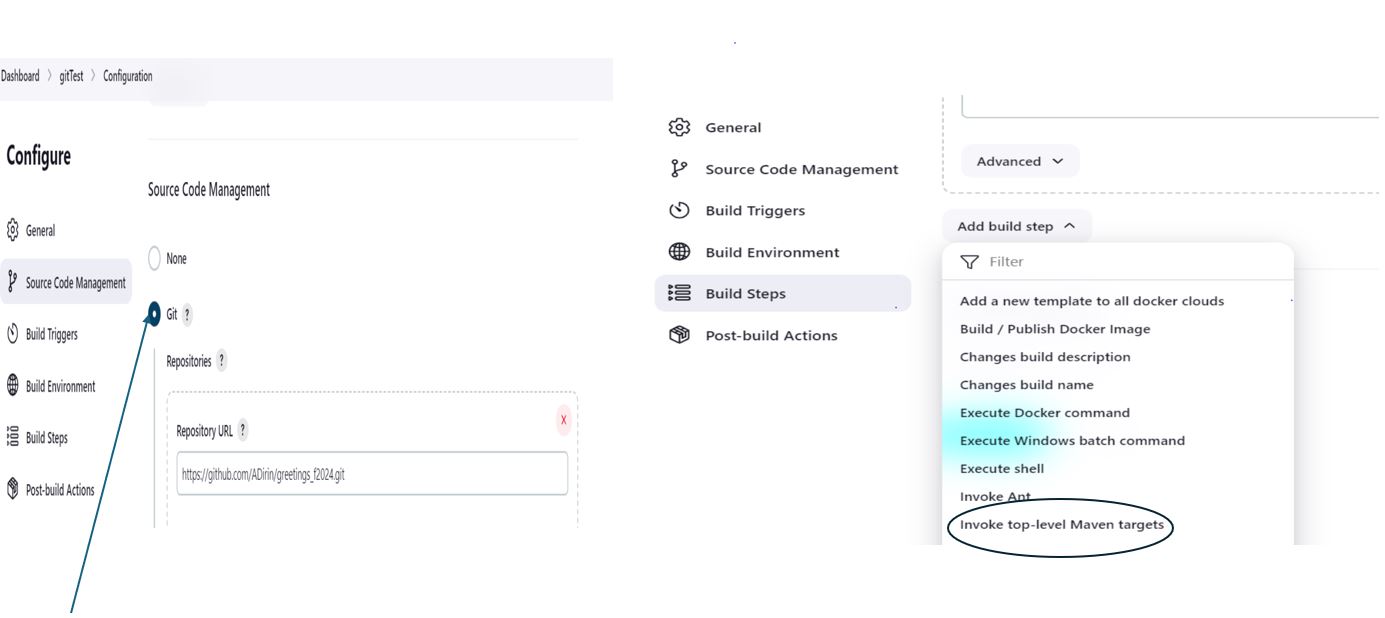 Dashboard > gitTest > Configuration
Configure
General
Source Code Management
Build Triggers
Build Environment
Build Steps
Post-build Actions
Source Code Management
None
Git ?
Repositories ?
Repository URL ?
X
https://github.com/ADirin/greetings_f2024.git
General
Source Code Management
Build Triggers
Build Environment
Build Steps
Post-build Actions
Advanced
Add build step
Filter
Add a new template to all docker clouds
Build / Publish Docker Image
Changes build description
Changes build name
Execute Docker command
Execute Windows batch command
Execute shell
Invoke Ant
Invoke top-level Maven targets